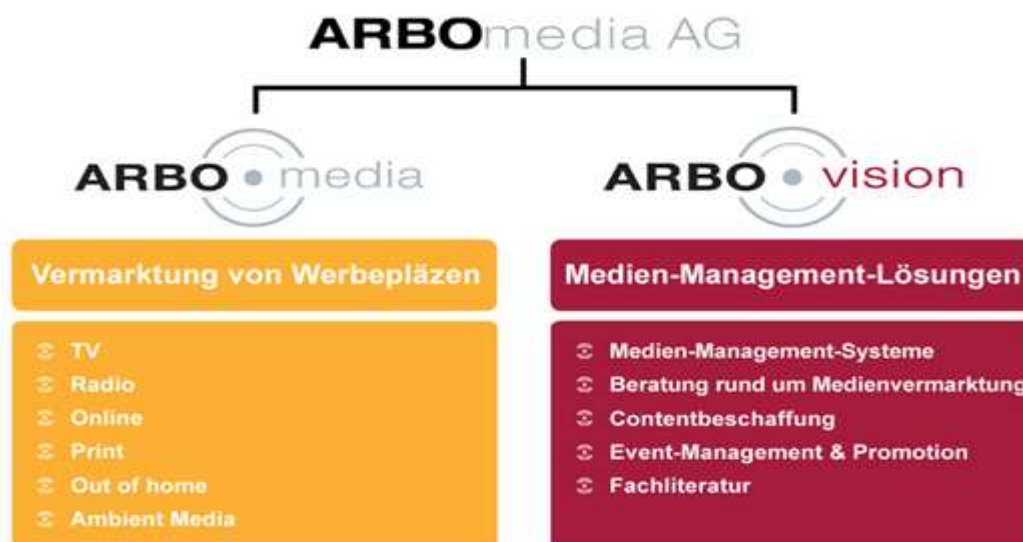 ARBOmedia AG
ARBO media
ARBO vision
Vermarktung von Werbepläzen
TV
Radio
Online
Print
Out of home
Ambient Media
Medien-Management-Lösungen
Medien-Management-Systeme
Beratung rund um Medienvermarktung
Contentbeschaffung
Event-Management & Promotion
Fachliteratur